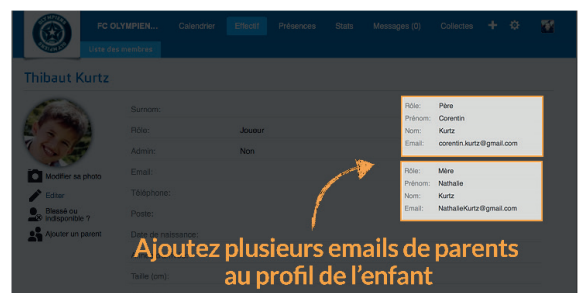 FC OLYMPIEN... Calendrier Effectif Présences Stats Messages (0) Collectes
Liste des membres
Thibaut Kurtz
Surnom:
Rôle: Joueur
Admin: Non
Email:
Téléphone:
Poste:
Date de naissance:
Taille (cm):
Modifier sa photo
Editer
Blessé ou
indisponible ?
Ajouter un parent
Rôle: Père
Prénom: Corentin
Nom: Kurtz
Email: corentin.kurtz@gmail.com
Rôle: Mère
Prénom: Nathalie
Nom: Kurtz
Email: NathalieKurtz@gmail.com
Ajoutez plusieurs emails de parents
au profil de l'enfant